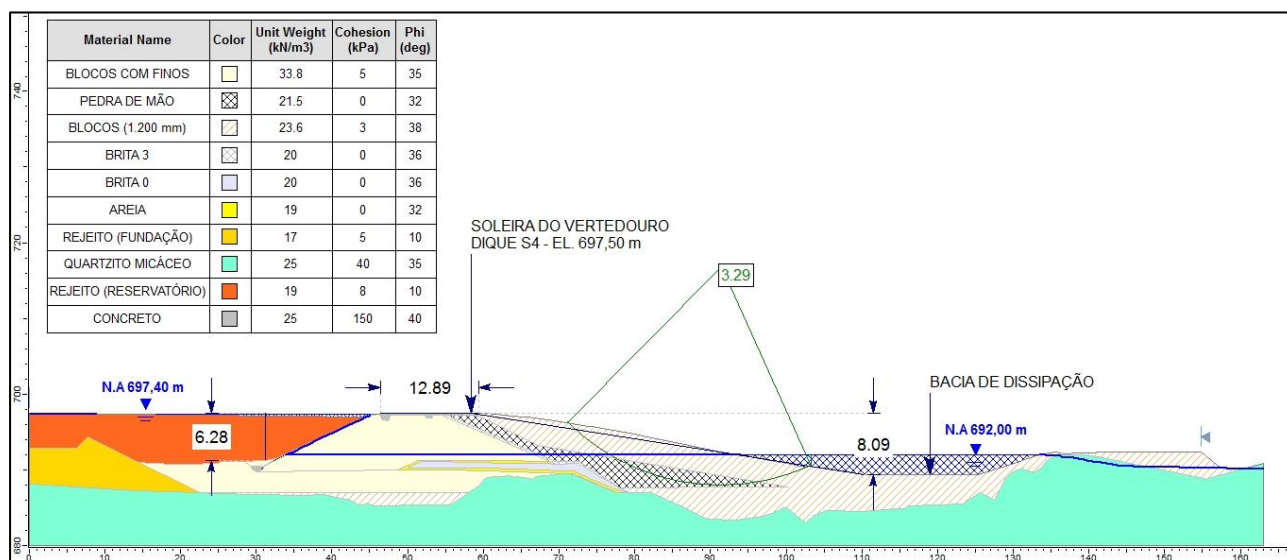 Material Name Color Unit Weight (kN/m3) Cohesion (kPa) Phi (deg)
BLOCOS COM FINOS 33.8 5 35
PEDRA DE MÃO 21.5 0 32
BLOCOS (1.200 mm) 23.6 3 38
BRITA 3 20 0 36
BRITA 0 20 0 36
AREIA 19 0 32
REJEITO (FUNDAÇÃO) 17 5 10
QUARTZITO MICÁCEO 25 40 35
REJEITO (RESERVATÓRIO) 19 8 10
CONCRETO 25 150 40
740
720
700
680
SOLEIRA DO VERTEDOURO
DIQUE S4 - EL. 697,50 m
3.29
N.A 697,40 m
12.89
BACIA DE DISSIPAÇÃO
6.28
8.09
N.A 692,00 m
0 10 20 30 40 50 60 70 80 90 100 110 120 130 140 150 160